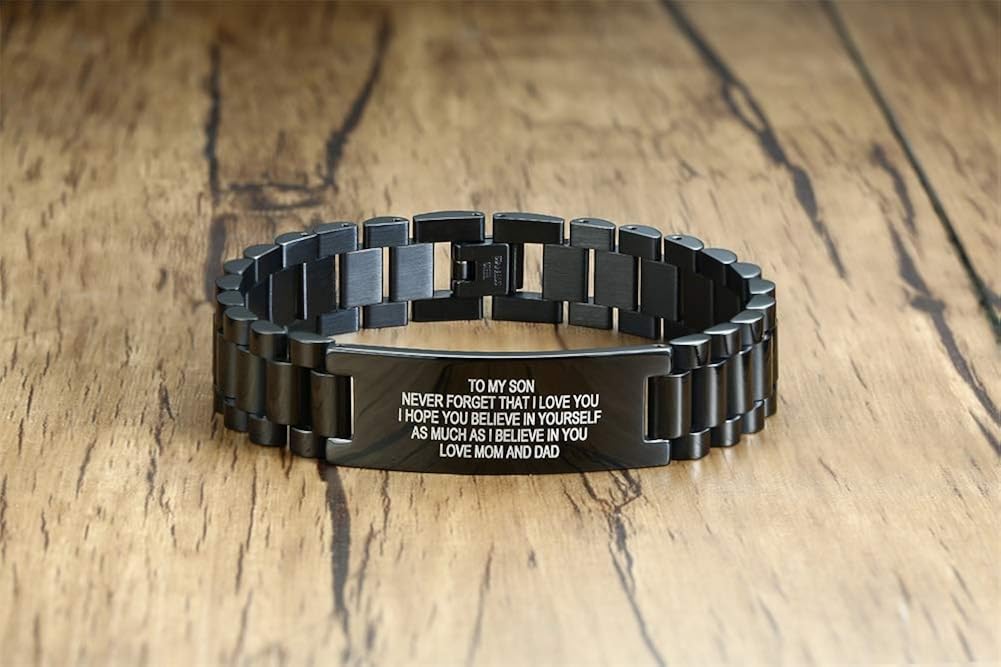 TO MY SON
NEVER FORGET THAT I LOVE YOU
I HOPE YOU BELIEVE IN YOURSELF
AS MUCH AS I BELIEVE IN YOU
LOVE MOM AND DAD